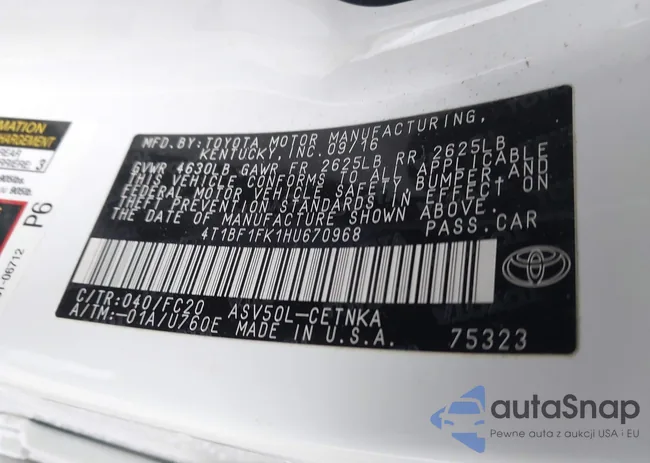 MFD.BY:TOYOTA MOTOR MANUFACTURING,
KENTUCKY, INC.09/16
GVWR 4630LB GAWR FR 2625LB RR 2625LB
THIS VEHICLE CONFORMS TO ALL APPLICABLE
FEDERAL MOTOR VEHICLE SAFETY, BUMPER, AND
THEFT PREVENTION STANDARDS IN EFFECT ON
THE DATE OF MANUFACTURE SHOWN ABOVE.
4T1BF1FK1HU670968 PASS.CAR
C/TR:040/FC20 ASV50L-CETNKA
A/TM:-01A/U760E MADE IN U.S.A. 75323
REAR
3
P6
06712
autaSnap
Pewne auta z aukcji USA i EU